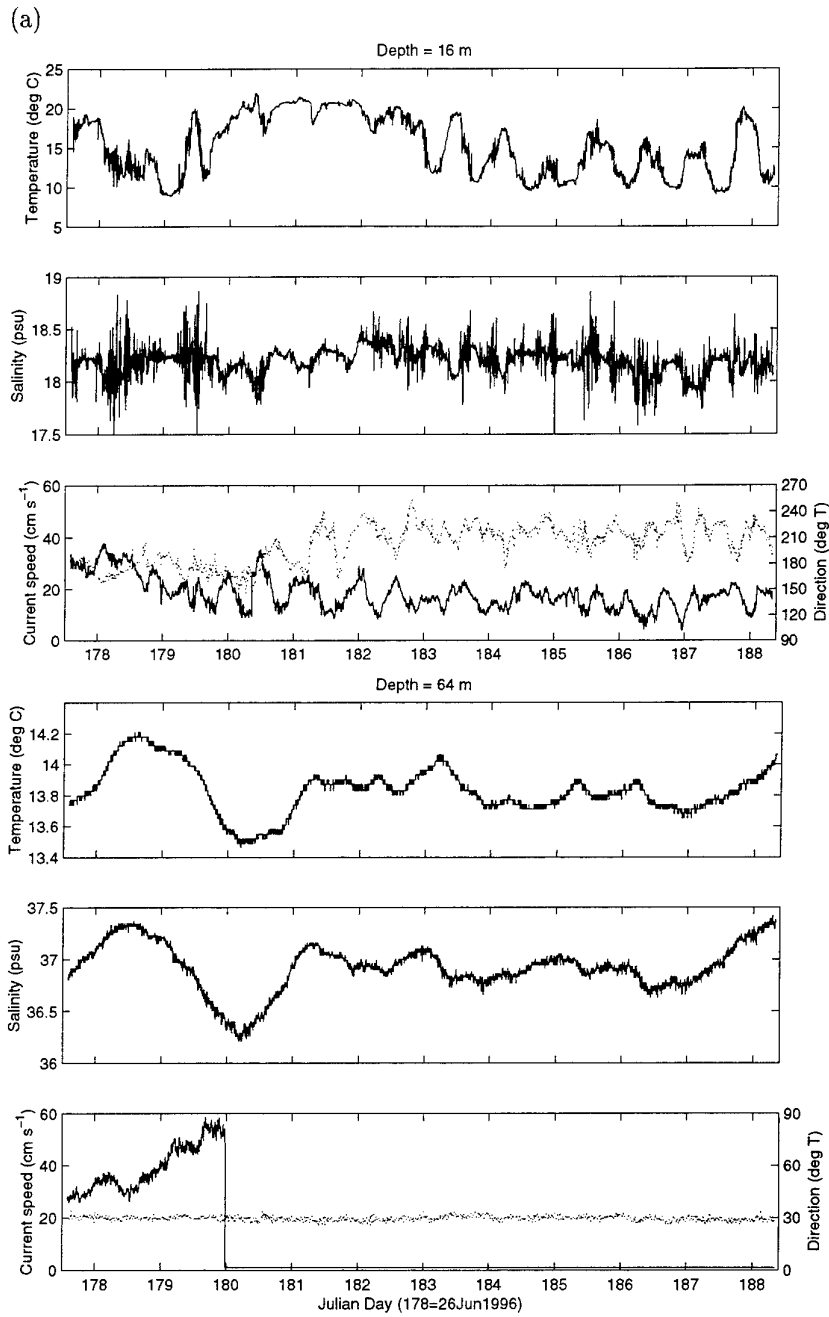 (a)
Depth = 16 m
Temperature (deg C)
25
20
15
10
5
Salinity (psu)
19
18.5
18
17.5
Current speed (cm s⁻¹)
60
40
20
0
270
240
210
180
150
120
90
Direction (deg T)
178 179 180 181 182 183 184 185 186 187 188
Depth = 64 m
Temperature (deg C)
14.2
14
13.8
13.6
13.4
Salinity (psu)
37.5
37
36.5
36
Current speed (cm s⁻¹)
60
40
20
0
90
60
30
0
Direction (deg T)
178 179 180 181 182 183 184 185 186 187 188
Julian Day (178=26Jun1996)